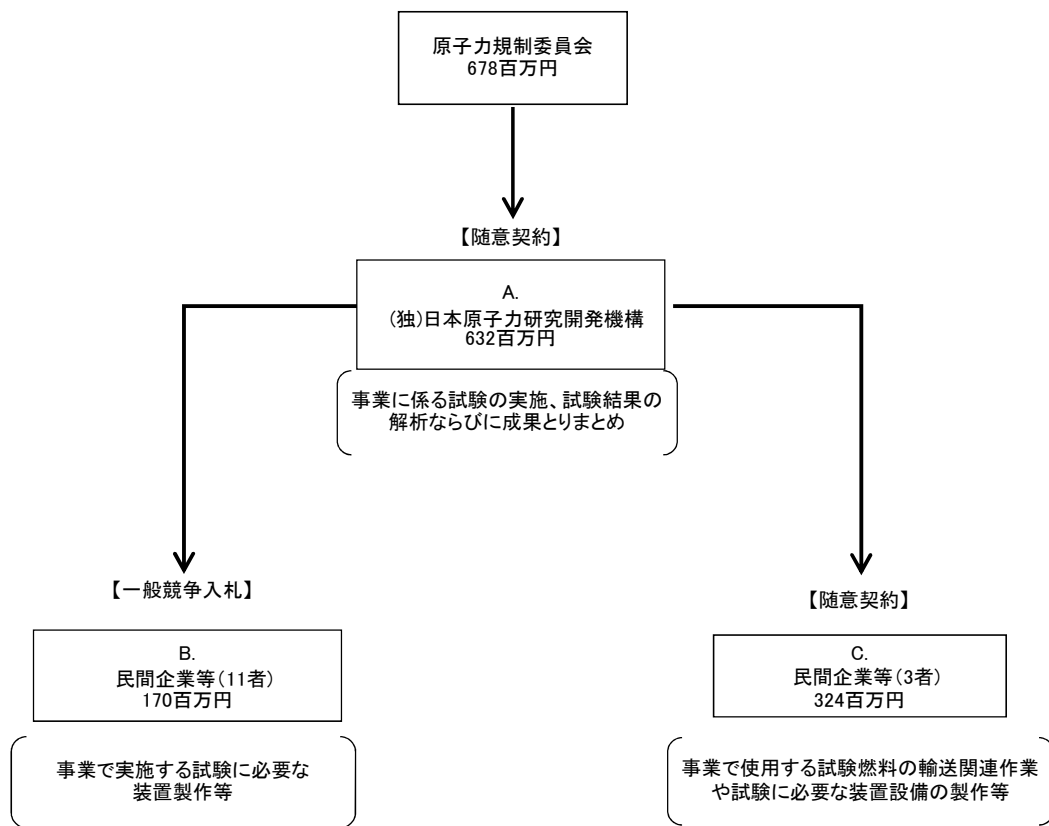 原子力規制委員会
678百万円
【随意契約】
A.
(独)日本原子力研究開発機構
632百万円
事業に係る試験の実施、試験結果の
解析ならびに成果とりまとめ
【一般競争入札】
B.
民間企業等(11者)
170百万円
事業で実施する試験に必要な
装置製作等
【随意契約】
C.
民間企業等(3者)
324百万円
事業で使用する試験燃料の輸送関連作業
や試験に必要な装置設備の製作等